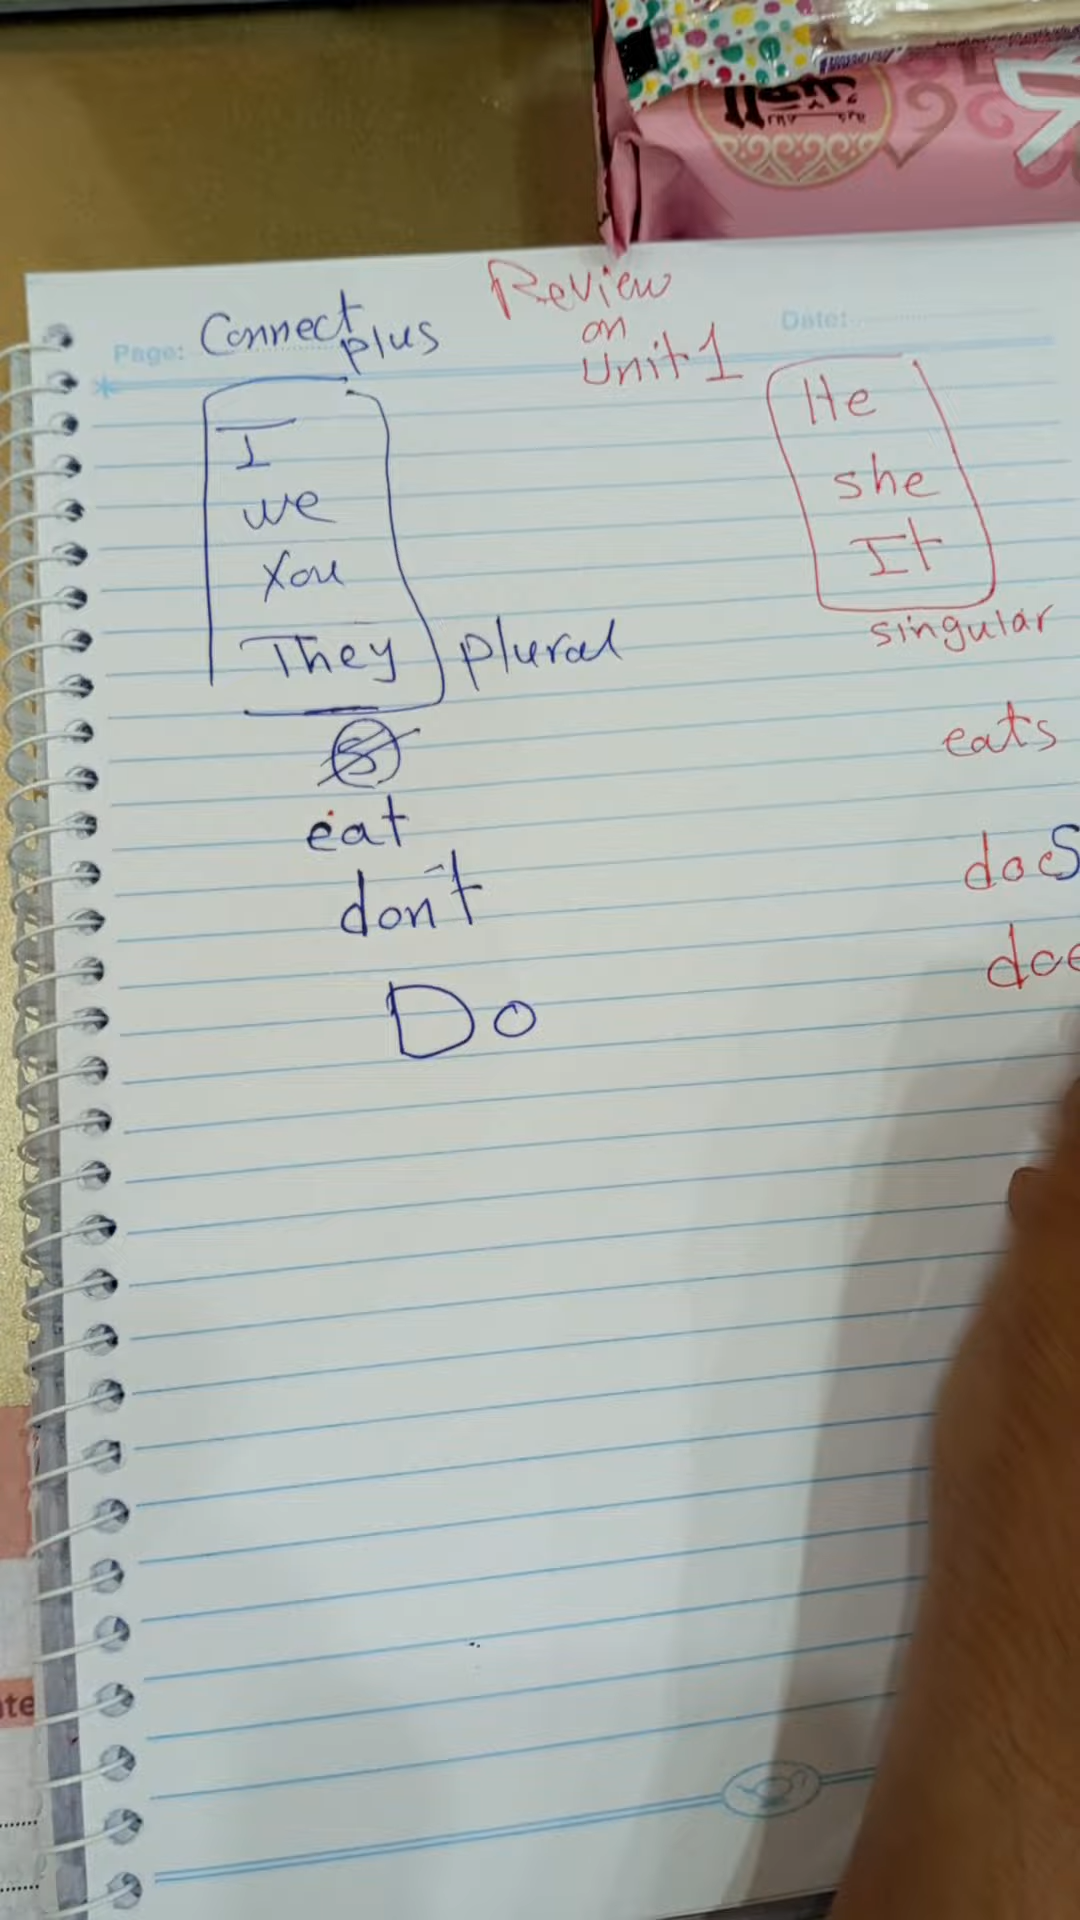 Review
on
Unit 1
Connect plus
Page:
Date:
I
we
You
They
plural
He
she
It
singular
S
eat
don't
Do
eats
doeS